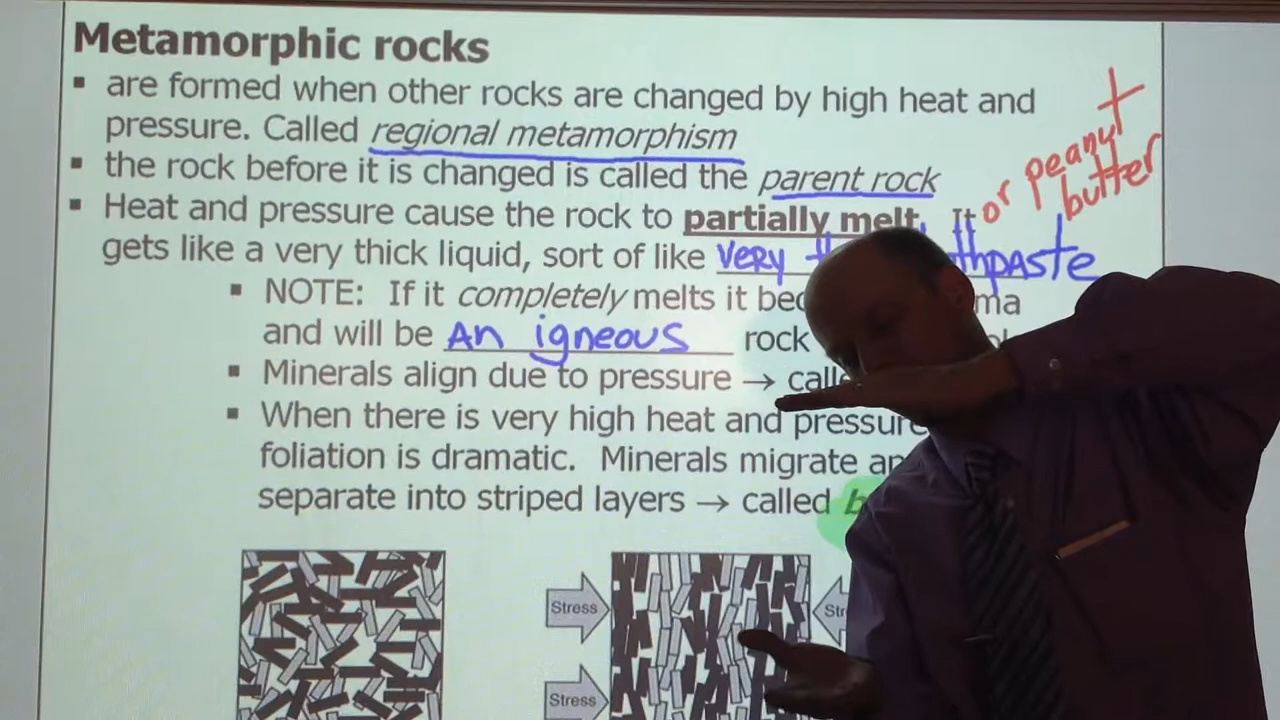 Metamorphic rocks
▪ are formed when other rocks are changed by high heat and
pressure. Called regional metamorphism
▪ the rock before it is changed is called the parent rock
▪ Heat and pressure cause the rock to partially melt. It
or peanut
butter
gets like a very thick liquid, sort of like very
▪ NOTE: If it completely melts it
and will be An igneous rock
▪ Minerals align due to pressure →
▪ When there is very high heat and pressure
foliation is dramatic. Minerals migrate
separate into striped layers → called
Stress
Stress